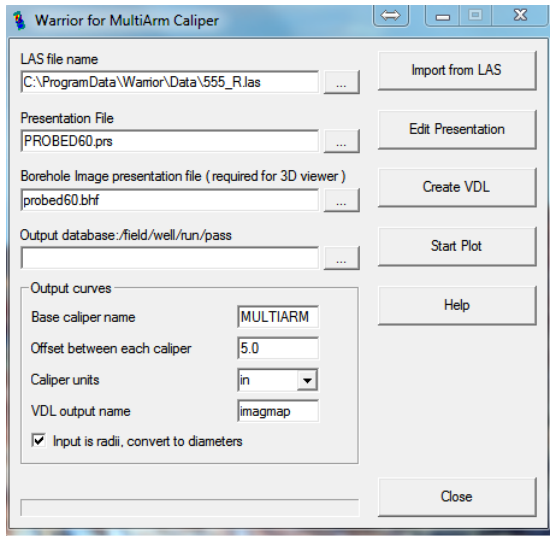 Warrior for MultiArm Caliper
LAS file name
C:\ProgramData\Warrior\Data\555_R.las
...
Import from LAS
Presentation File
PROBED60.prs
...
Edit Presentation
Borehole Image presentation file ( required for 3D viewer )
probed60.bhf
...
Create VDL
Output database:/field/well/run/pass
...
Start Plot
Output curves
Base caliper name
MULTIARM
Help
Offset between each caliper
5.0
Caliper units
in
VDL output name
imagmap
Input is radii, convert to diameters
Close